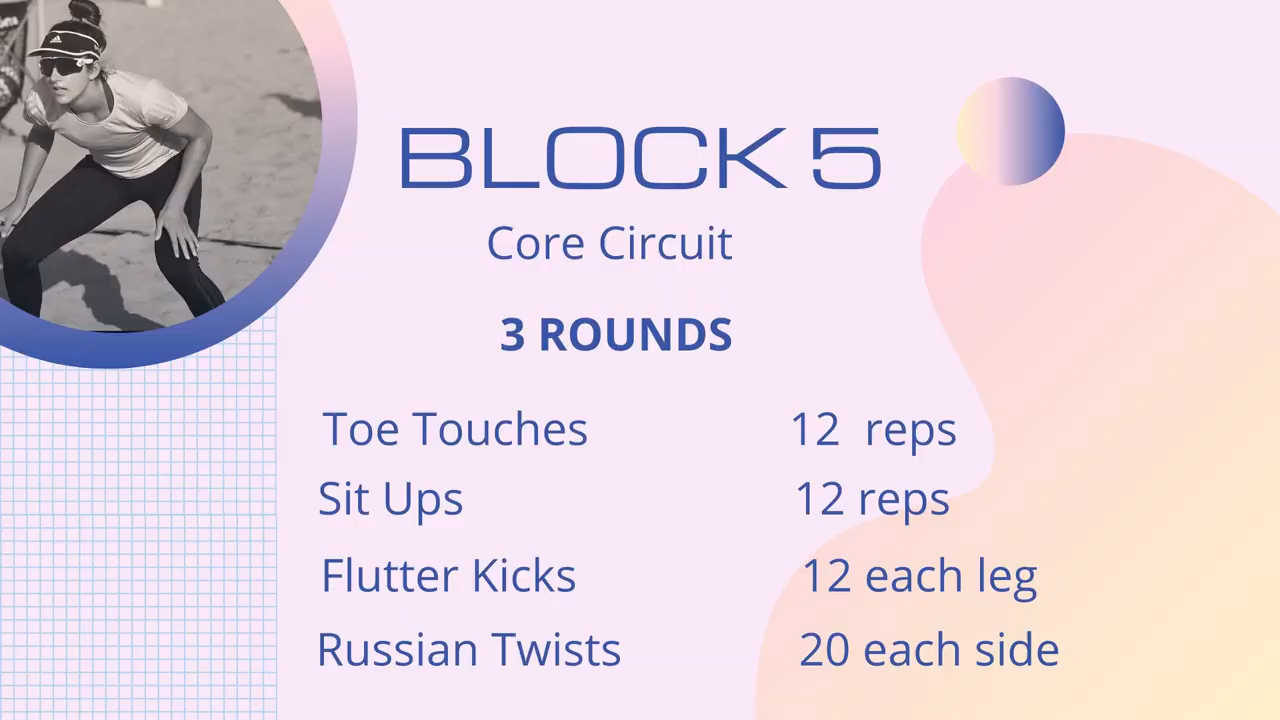 BLOCK 5
Core Circuit
3 ROUNDS
Toe Touches 12 reps
Sit Ups 12 reps
Flutter Kicks 12 each leg
Russian Twists 20 each side